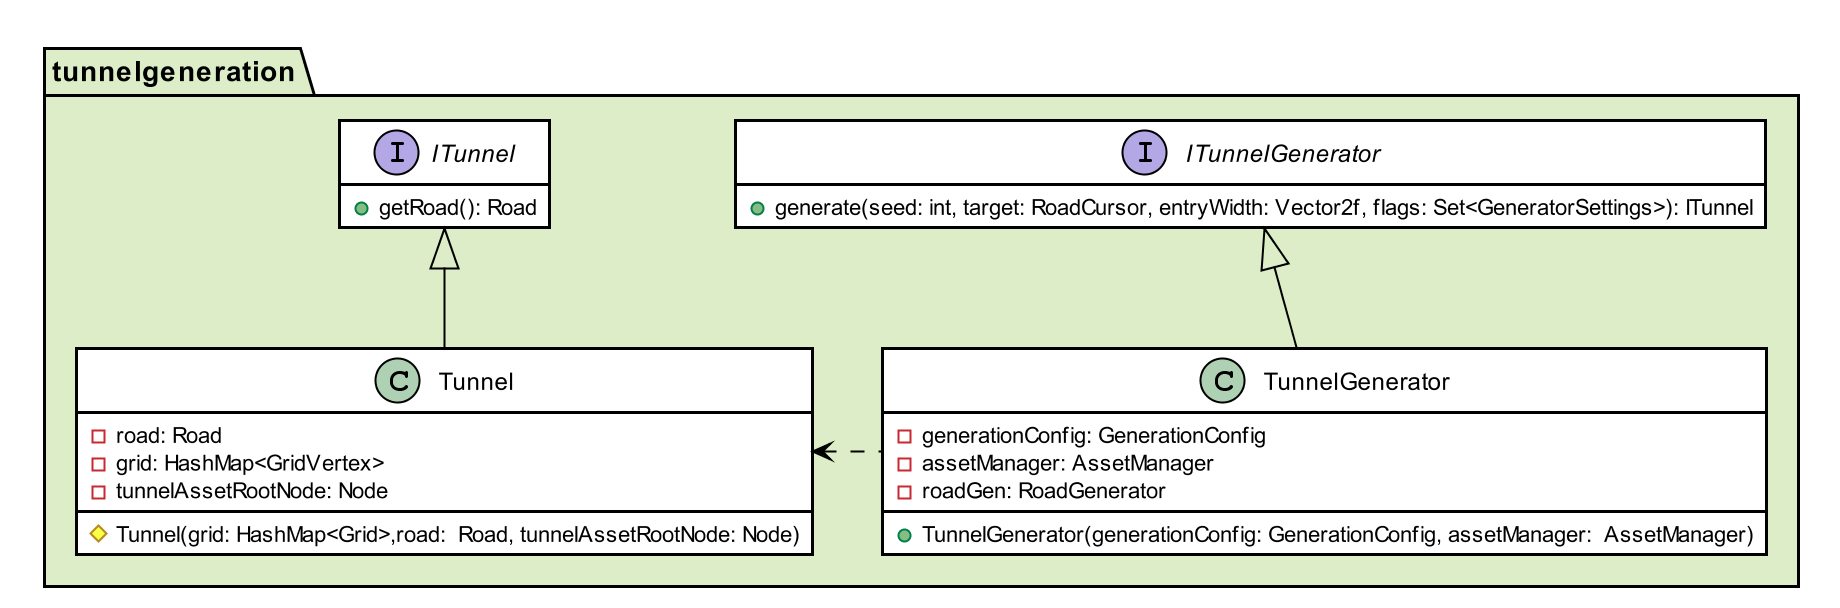 tunnelgeneration
I ITunnel
getRoad(): Road
I ITunnelGenerator
generate(seed: int, target: RoadCursor, entryWidth: Vector2f, flags: Set<GeneratorSettings>): ITunnel
C Tunnel
road: Road
grid: HashMap<GridVertex>
tunnelAssetRootNode: Node
Tunnel(grid: HashMap<Grid>,road:  Road, tunnelAssetRootNode: Node)
C TunnelGenerator
generationConfig: GenerationConfig
assetManager: AssetManager
roadGen: RoadGenerator
TunnelGenerator(generationConfig: GenerationConfig, assetManager:  AssetManager)